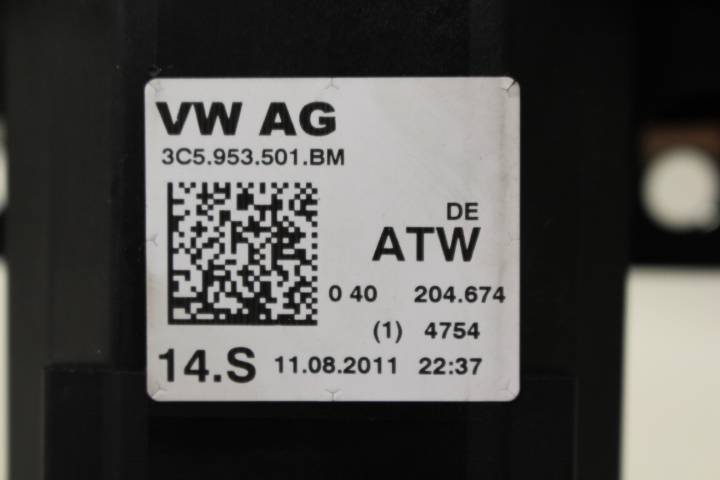 VW AG
3C5.953.501.BM
DE
ATW
0 40 204.674
(1) 4754
14.S 11.08.2011 22:37